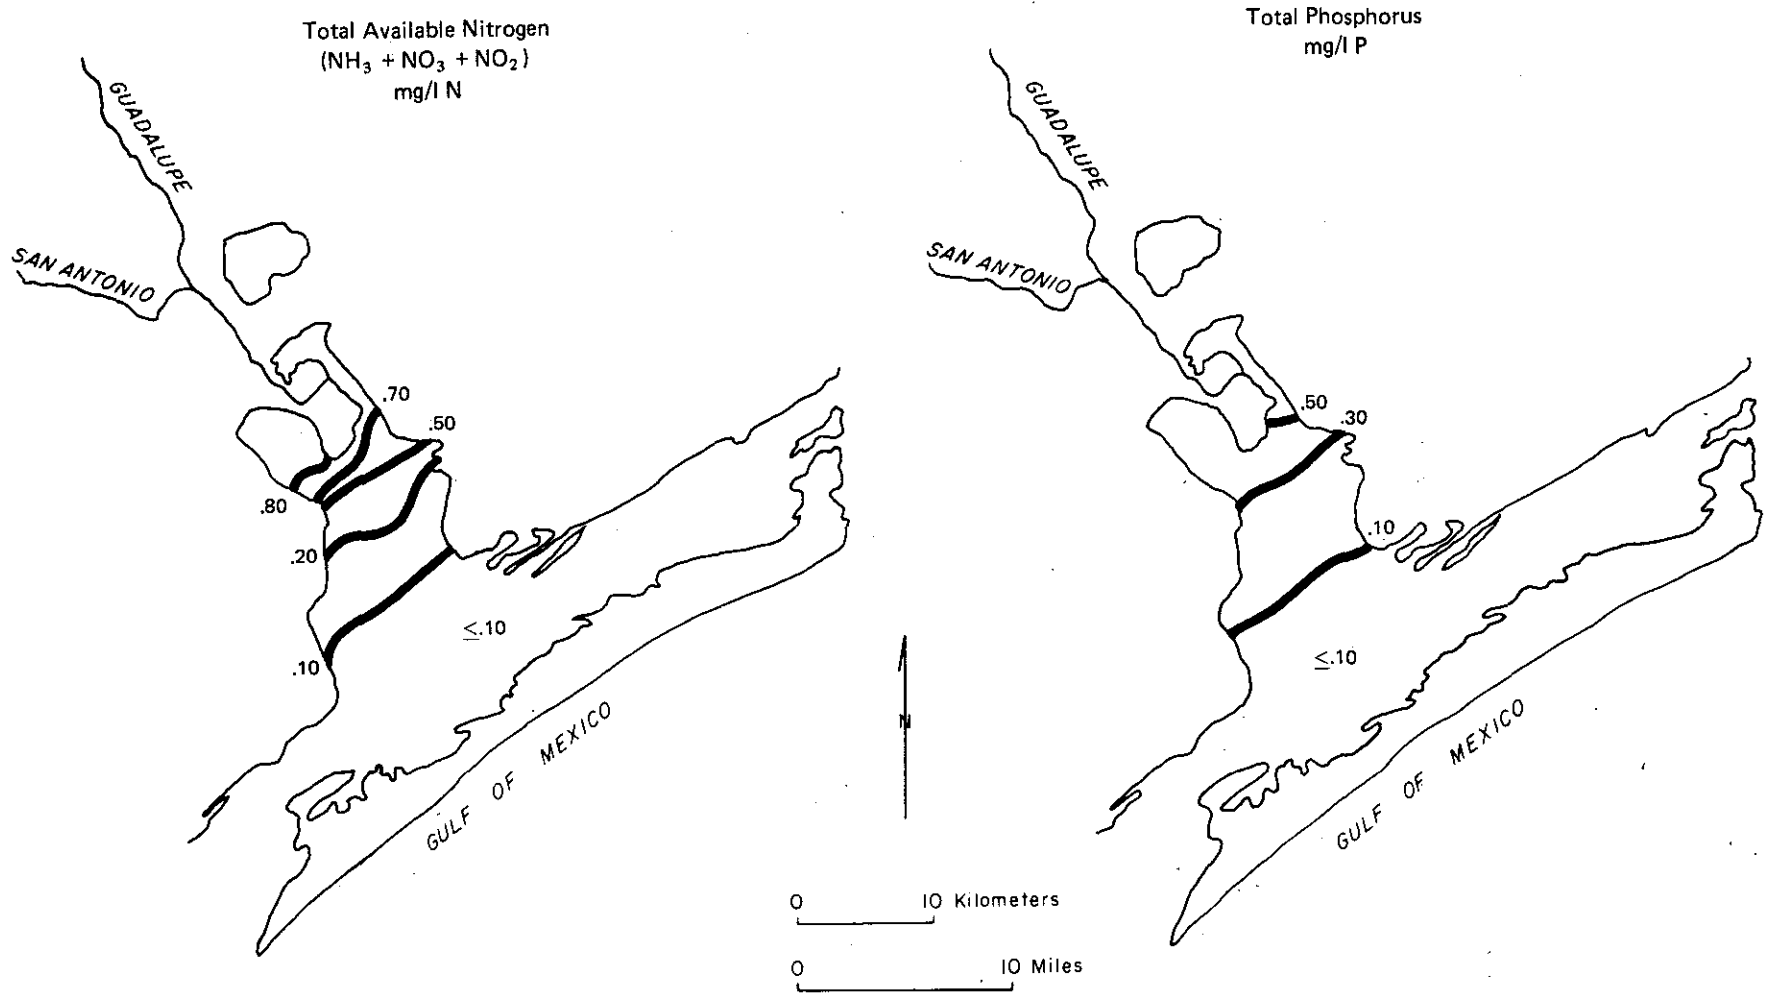 Total Available Nitrogen
(NH₃ + NO₃ + NO₂)
mg/l N
GUADALUPE
SAN ANTONIO
.70
.50
.80
.20
≤.10
.10
GULF OF MEXICO
Total Phosphorus
mg/l P
GUADALUPE
SAN ANTONIO
.50
.30
.10
≤.10
GULF OF MEXICO
N
0 10 Kilometers
0 10 Miles